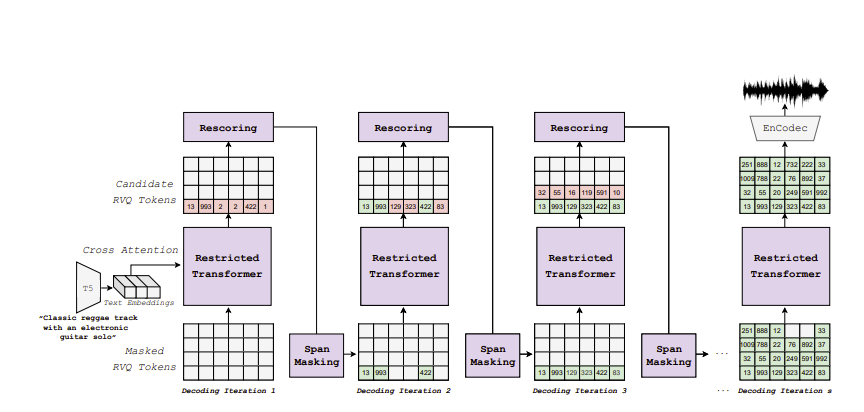 Rescoring
Rescoring
Rescoring
EnCodec
Candidate
RVQ Tokens
13 993 2 2 422 1
13 993 129 323 422 83
32 55 16 119 591 10
13 993 129 323 422 83
251 888 12 732 222 33
1009 788 22 76 892 37
32 55 20 249 591 992
13 993 129 323 422 83
Cross Attention
T5
Text Embeddings
"Classic reggae track
with an electronic
guitar solo"
Restricted
Transformer
Restricted
Transformer
Restricted
Transformer
Restricted
Transformer
Masked
RVQ Tokens
Span
Masking
13 993 422
Span
Masking
13 993 129 323 422 83
Span
Masking
...
251 888 12 33
1009 788 22 76 892 37
32 55 20 249 591 992
13 993 129 323 422 83
Decoding Iteration 1
Decoding Iteration 2
Decoding Iteration 3
...
Decoding Iteration s